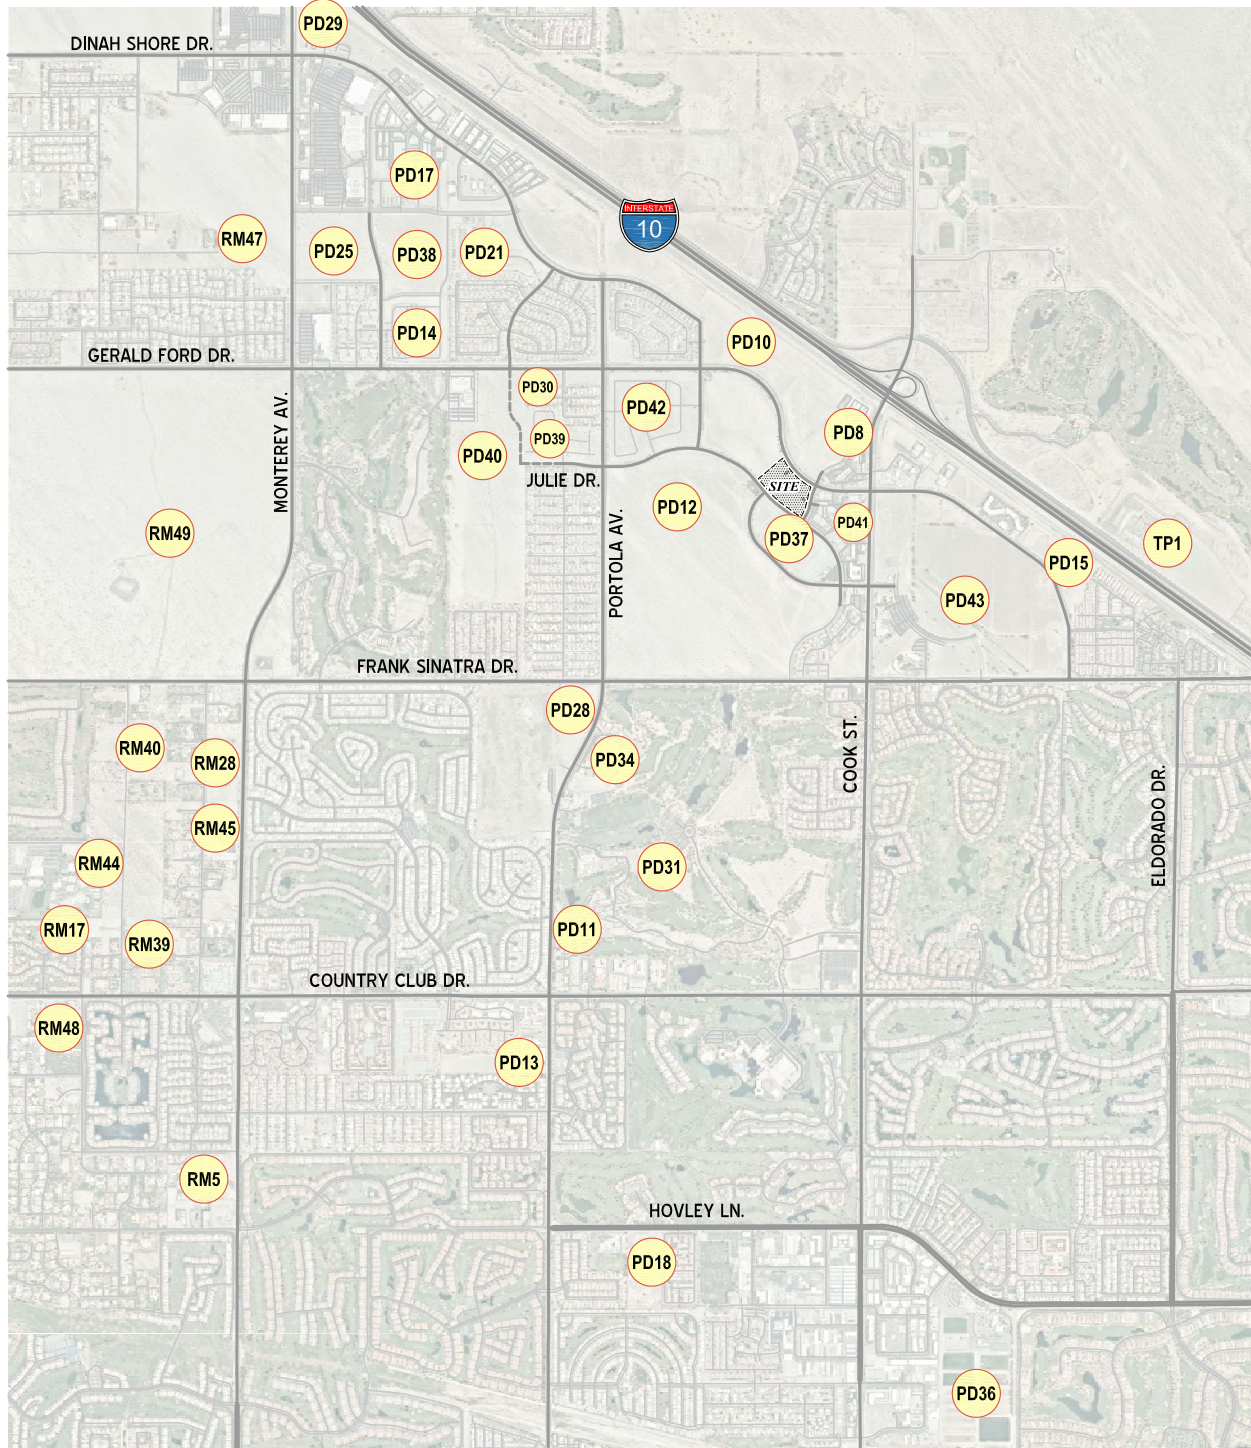 PD29
DINAH SHORE DR.
PD17
INTERSTATE
10
RM47
PD25
PD38
PD21
PD14
PD10
GERALD FORD DR.
PD30
PD42
MONTEREY AV.
PD39
PD8
PD40
JULIE DR.
SITE
PD12
PD41
RM49
PD37
TP1
PORTOLA AV.
PD15
PD43
FRANK SINATRA DR.
PD28
RM40
RM28
PD34
COOK ST.
RM45
ELDORADO DR.
RM44
PD31
RM17
RM39
PD11
COUNTRY CLUB DR.
RM48
PD13
RM5
HOVLEY LN.
PD18
PD36